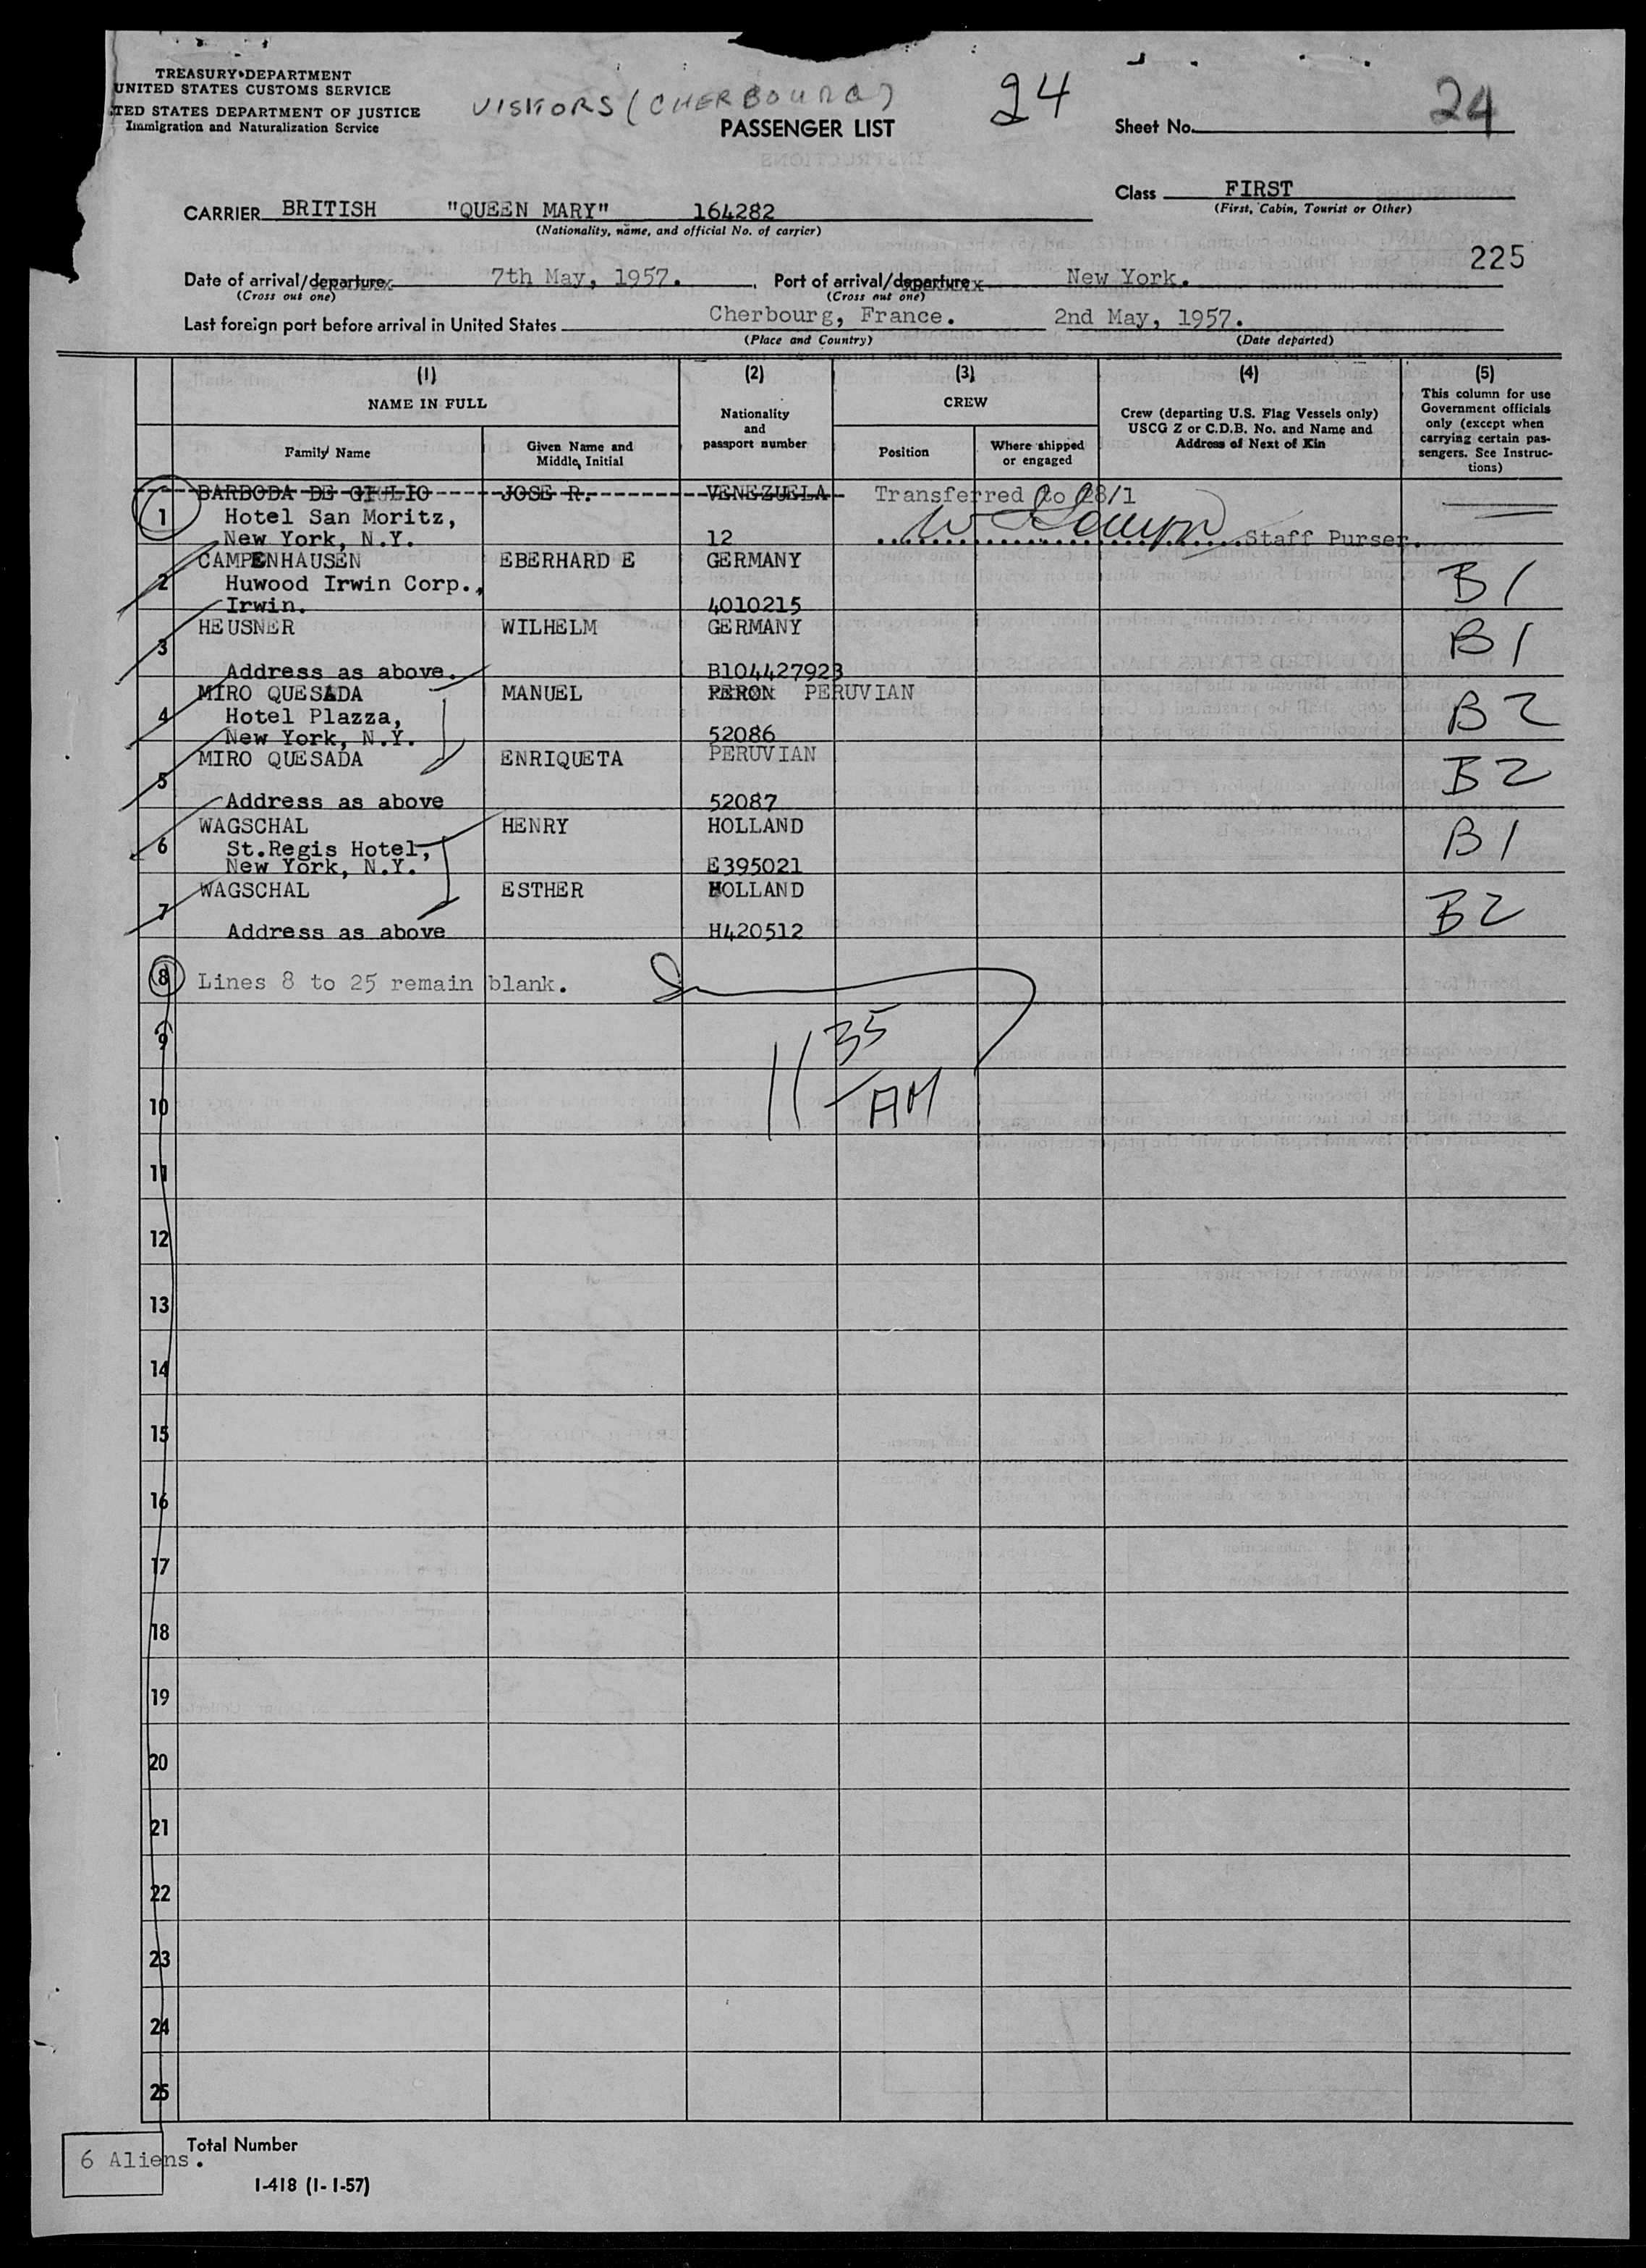 TREASURY DEPARTMENT
UNITED STATES CUSTOMS SERVICE
TED STATES DEPARTMENT OF JUSTICE
Immigration and Naturalization Service
VISITORS (CHERBOURG)
PASSENGER LIST
24
Sheet No. 24
Class FIRST
(First, Cabin, Tourist or Other)
CARRIER BRITISH "QUEEN MARY" 164282
(Nationality, name, and official No. of carrier)
225
Date of arrival/departure 7th May, 1957. Port of arrival/departure New York.
(Cross out one) (Cross out one)
Last foreign port before arrival in United States Cherbourg, France. 2nd May, 1957.
(Place and Country) (Date departed)
(1) (2) (3) (4) (5)
NAME IN FULL
Family Name
Given Name and Middle Initial
Nationality and passport number
CREW
Position
Where shipped or engaged
Crew (departing U.S. Flag Vessels only)
USCG Z or C.D.B. No. and Name and
Address of Next of Kin
This column for use
Government officials
only (except when
carrying certain pas-
sengers. See Instruc-
tions)
1 BARBODA DE GIULIO JOSE R. VENEZUELA Transferred to 28/1
Hotel San Moritz,
New York, N.Y. 12 Staff Purser.
2 CAMPENHAUSEN EBERHARD E GERMANY B1
Huwood Irwin Corp.,
Irwin. 4010215
3 HEUSNER WILHELM GERMANY B1
Address as above. B104427923
4 MIRO QUESADA MANUEL PERON PERUVIAN B2
Hotel Plazza,
New York, N.Y. 52086
5 MIRO QUESADA ENRIQUETA PERUVIAN B2
Address as above 52087
6 WAGSCHAL HENRY HOLLAND B1
St.Regis Hotel,
New York, N.Y. E395021
7 WAGSCHAL ESTHER HOLLAND B2
Address as above H420512
8 Lines 8 to 25 remain blank.
9
11 35 AM
10
11
12
13
14
15
16
17
18
19
20
21
22
23
24
25
6 Aliens.
Total Number
I-418 (1-1-57)